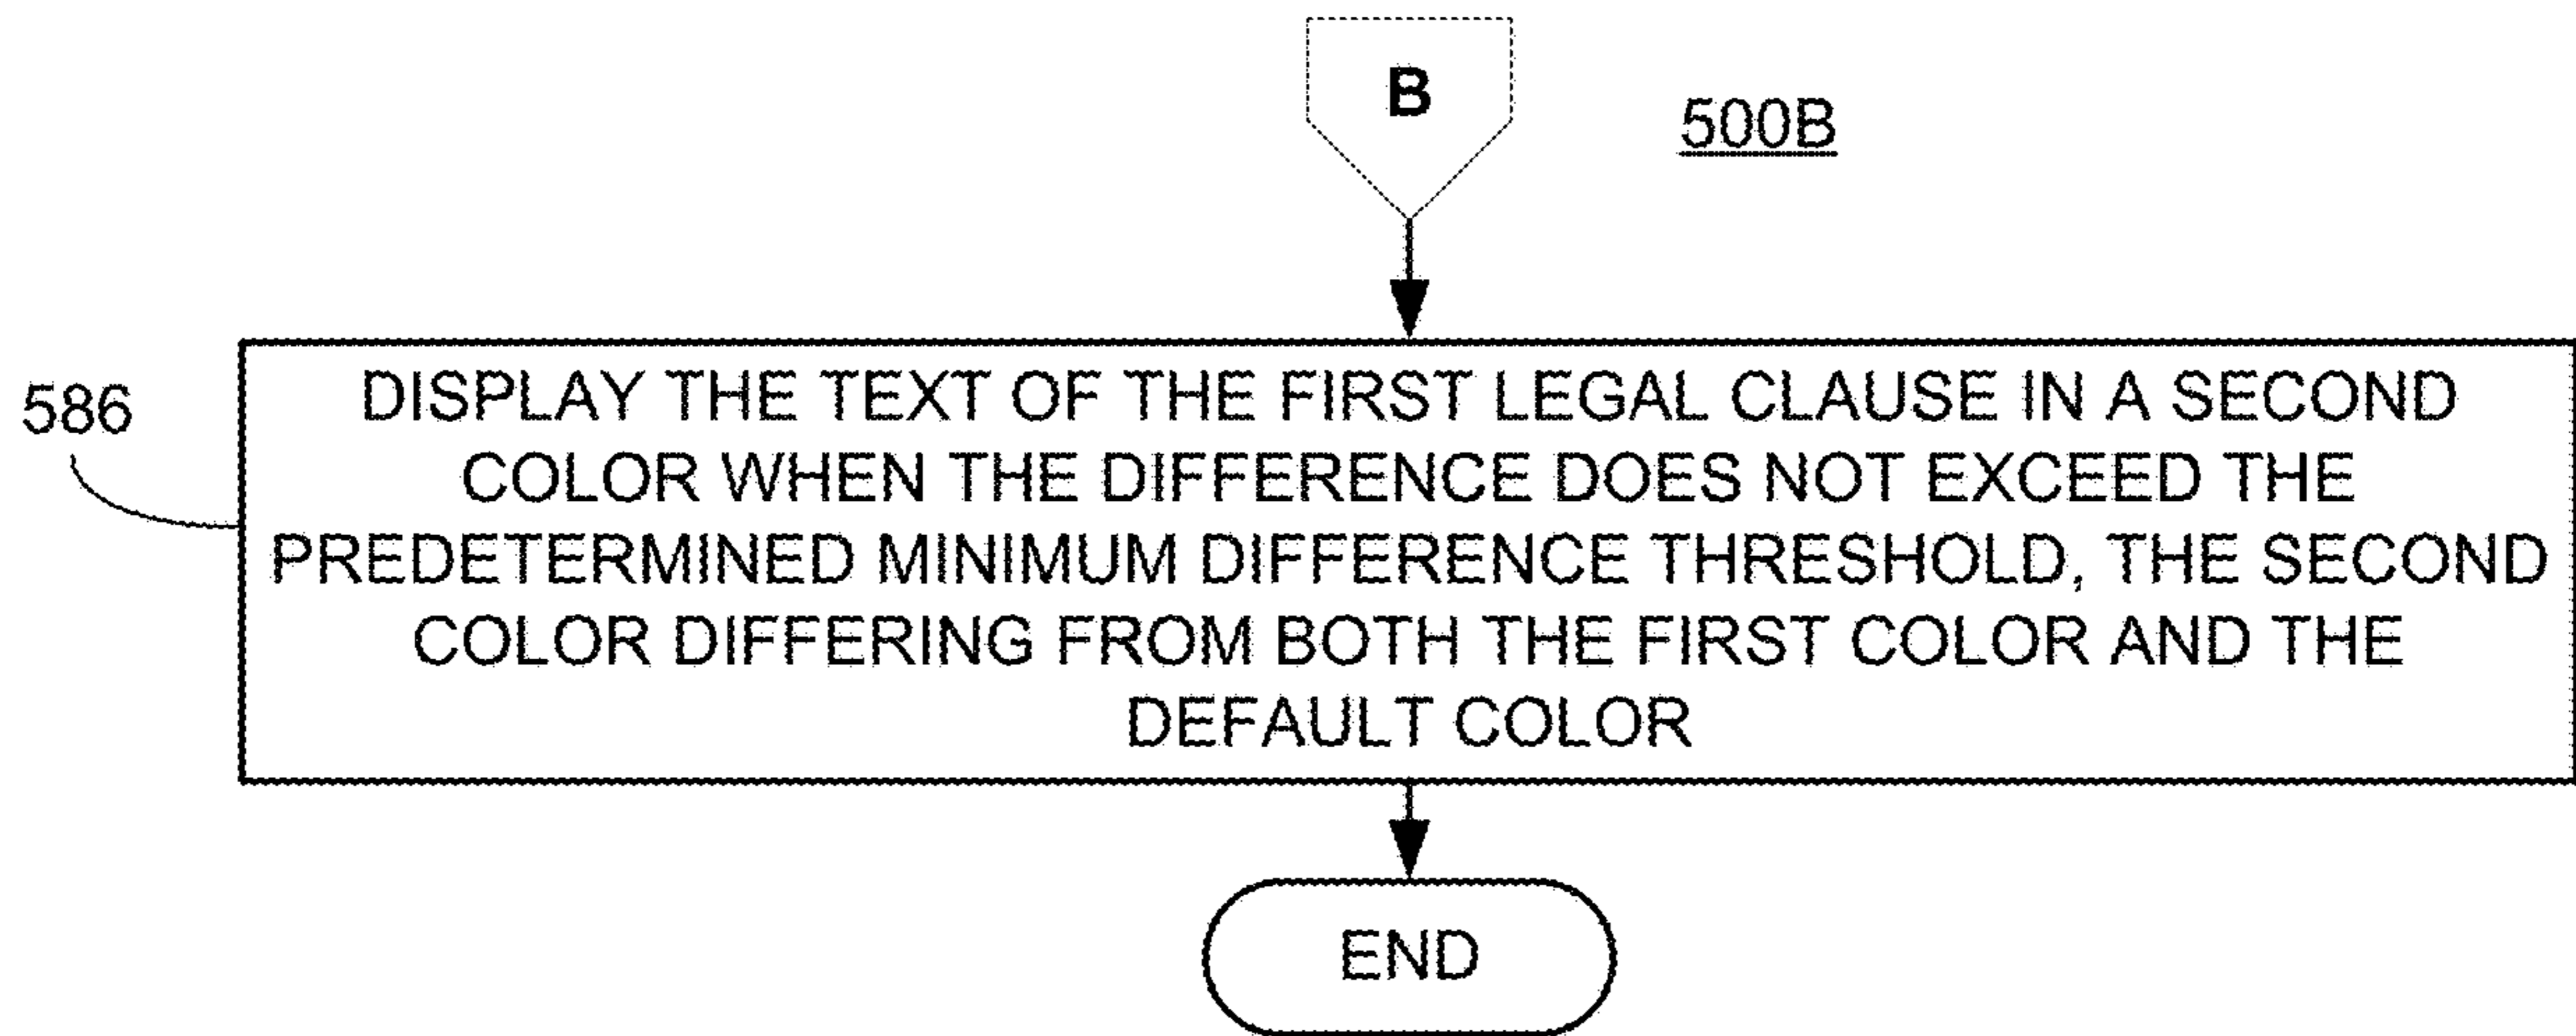 B
500B
586
DISPLAY THE TEXT OF THE FIRST LEGAL CLAUSE IN A SECOND
COLOR WHEN THE DIFFERENCE DOES NOT EXCEED THE
PREDETERMINED MINIMUM DIFFERENCE THRESHOLD, THE SECOND
COLOR DIFFERING FROM BOTH THE FIRST COLOR AND THE
DEFAULT COLOR
END